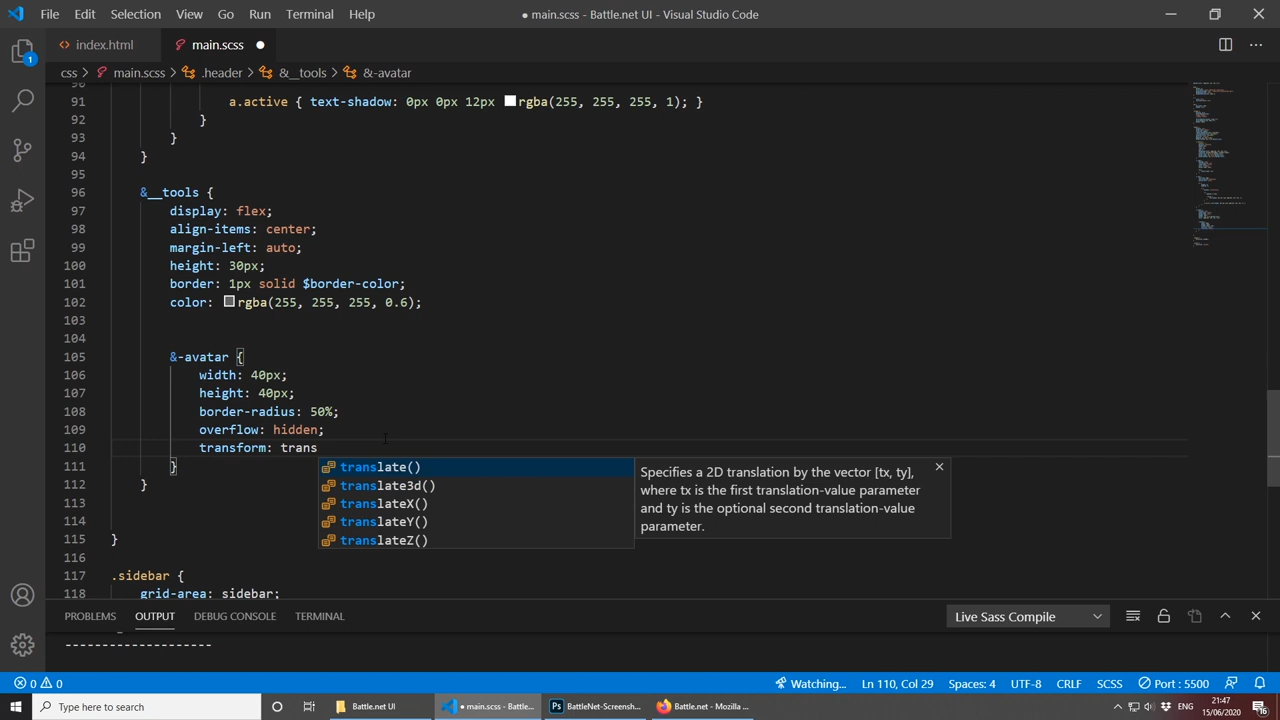 File Edit Selection View Go Run Terminal Help
● main.scss - Battle.net UI - Visual Studio Code
index.html
main.scss
css > main.scss > .header > &__tools > &-avatar
90
91 a.active { text-shadow: 0px 0px 12px rgba(255, 255, 255, 1); }
92 }
93 }
94 }
95
96 &__tools {
97 display: flex;
98 align-items: center;
99 margin-left: auto;
100 height: 30px;
101 border: 1px solid $border-color;
102 color: rgba(255, 255, 255, 0.6);
103
104
105 &-avatar {
106 width: 40px;
107 height: 40px;
108 border-radius: 50%;
109 overflow: hidden;
110 transform: trans
111 }
112 }
113
114
115 }
116
117 .sidebar {
118 grid-area: sidebar;
translate()
translate3d()
translateX()
translateY()
translateZ()
Specifies a 2D translation by the vector [tx, ty],
where tx is the first translation-value parameter
and ty is the optional second translation-value
parameter.
1
PROBLEMS OUTPUT DEBUG CONSOLE TERMINAL
Live Sass Compile
--------------------
0 0
Watching... Ln 110, Col 29 Spaces: 4 UTF-8 CRLF SCSS Port : 5500
Type here to search
Battle.net UI
● main.scss - Battle...
Ps BattleNet-Screensh...
Battle.net - Mozilla ...
ENG
21:47
15/06/2020
16